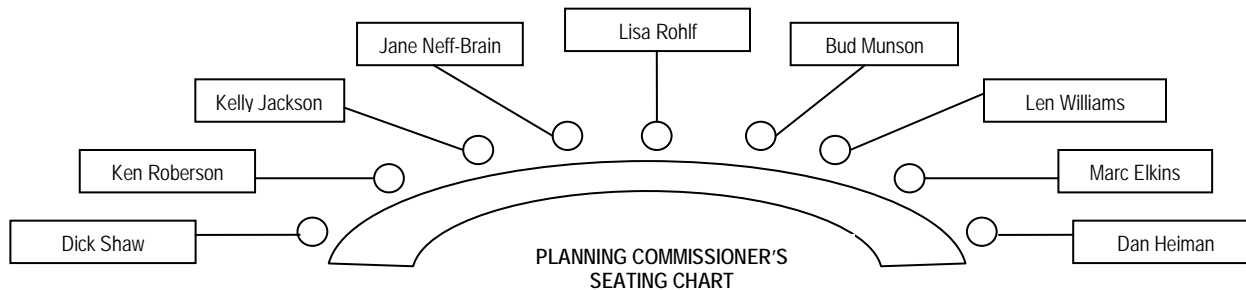 Lisa Rohlf
Jane Neff-Brain
Bud Munson
Kelly Jackson
Len Williams
Ken Roberson
Marc Elkins
Dick Shaw
Dan Heiman
PLANNING COMMISSIONER'S
SEATING CHART